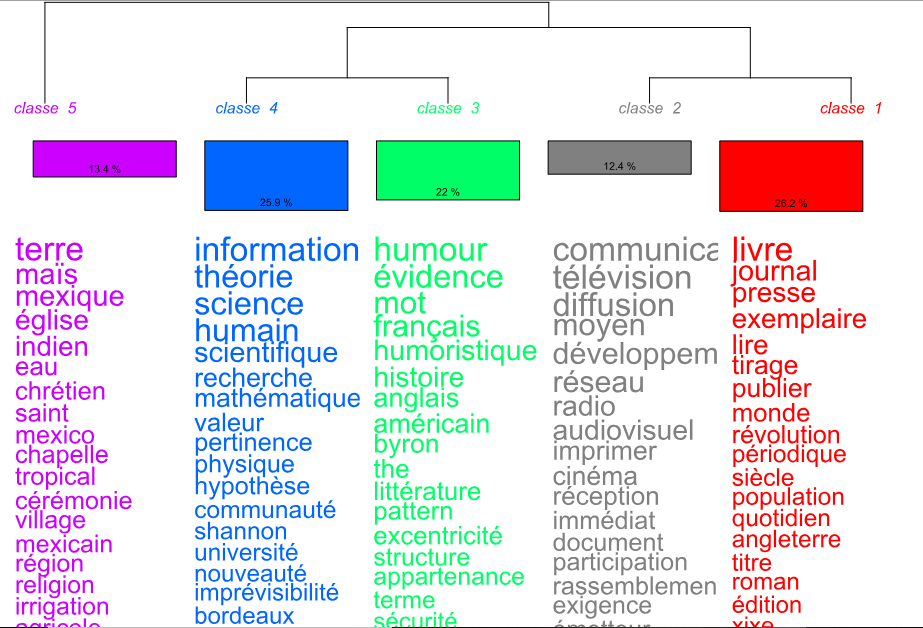 classe 5
classe 4
classe 3
classe 2
classe 1
13.4 %
25.9 %
22 %
12.4 %
26.2 %
terre
maïs
mexique
église
indien
eau
chrétien
saint
mexico
chapelle
tropical
cérémonie
village
mexicain
région
religion
irrigation
agricole
information
théorie
science
humain
scientifique
recherche
mathématique
valeur
pertinence
physique
hypothèse
communauté
shannon
université
nouveauté
imprévisibilité
bordeaux
humour
évidence
mot
français
humoristique
histoire
anglais
américain
byron
the
littérature
pattern
excentricité
structure
appartenance
terme
sécurité
communica
télévision
diffusion
moyen
développem
réseau
radio
audiovisuel
imprimer
cinéma
réception
immédiat
document
participation
rassemblemen
exigence
émetteur
livre
journal
presse
exemplaire
lire
tirage
publier
monde
révolution
périodique
siècle
population
quotidien
angleterre
titre
roman
édition
xixe